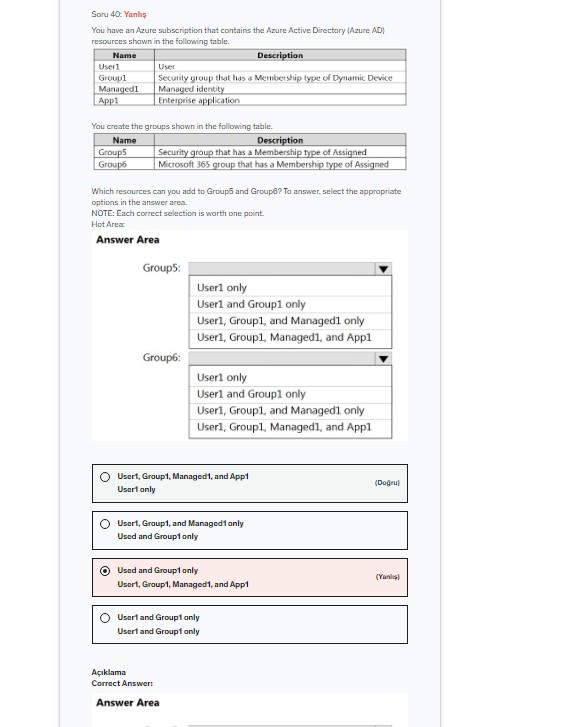 Soru 40: Yanlış
You have an Azure subscription that contains the Azure Active Directory (Azure AD)
resources shown in the following table.
Name Description
User1 User
Group1 Security group that has a Membership type of Dynamic Device
Managed1 Managed identity
App1 Enterprise application
You create the groups shown in the following table.
Name Description
Group5 Security group that has a Membership type of Assigned
Group6 Microsoft 365 group that has a Membership type of Assigned
Which resources can you add to Group5 and Group6? To answer, select the appropriate
options in the answer area.
NOTE: Each correct selection is worth one point.
Hot Area:
Answer Area
Group5:
User1 only
User1 and Group1 only
User1, Group1, and Managed1 only
User1, Group1, Managed1, and App1
Group6:
User1 only
User1 and Group1 only
User1, Group1, and Managed1 only
User1, Group1, Managed1, and App1
User1, Group1, Managed1, and App1
User1 only
(Doğru)
User1, Group1, and Managed1 only
Used and Group1 only
Used and Group1 only
User1, Group1, Managed1, and App1
(Yanlış)
User1 and Group1 only
User1 and Group1 only
Açıklama
Correct Answer:
Answer Area